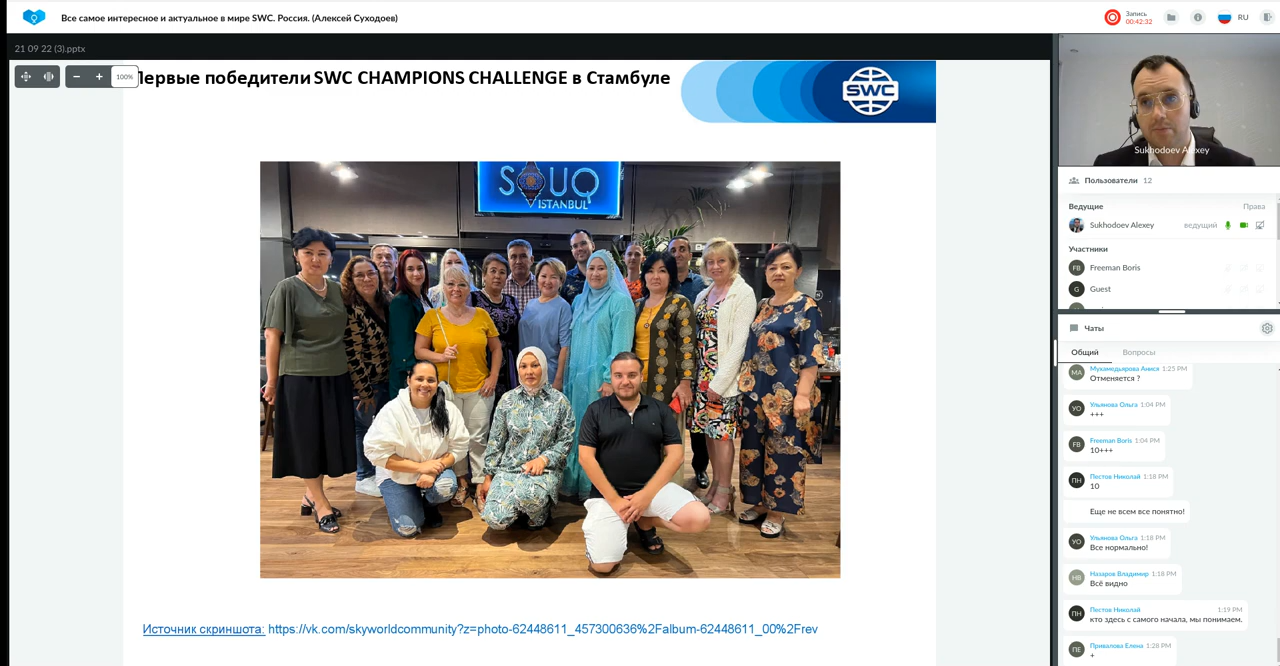 Все самое интересное и актуальное в мире SWC. Россия. (Алексей Суходоев)
Запись
00:42:32
RU
21 09 22 (3).pptx
100%
Первые победители SWC CHAMPIONS CHALLENGE в Стамбуле
SWC
SOUQ
ISTANBUL
Источник скриншота: https://vk.com/skyworldcommunity?z=photo-62448611_457300636%2Falbum-62448611_00%2Frev
Sukhodoev Alexey
Пользователи 12
Ведущие Права
Sukhodoev Alexey ведущий
Участники
FB Freeman Boris
G Guest
Чаты
Общий Вопросы
МА Мухамедьярова Аниса 1:25 PM
Отменяется ?
УО Ульянова Ольга 1:04 PM
+++
FB Freeman Boris 1:04 PM
10+++
ПН Пестов Николай 1:18 PM
10
Еще не всем все понятно!
УО Ульянова Ольга 1:18 PM
Все нормально!
НВ Назаров Владимир 1:18 PM
Всё видно
ПН Пестов Николай 1:19 PM
кто здесь с самого начала, мы понимаем.
ПЕ Привалова Елена 1:28 PM
+